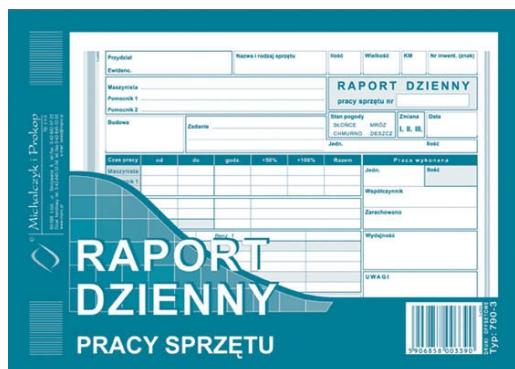 Przydział
Ewidenc.
Nazwa i rodzaj sprzętu
Ilość
Wielkość
KM
Nr inwent. (znak)
Maszynista
Pomocnik 1
Pomocnik 2
RAPORT DZIENNY
pracy sprzętu nr
Budowa
Zadanie
Stan pogody
SŁOŃCE MRÓZ
CHMURNO DESZCZ
Zmiana
I, II, III,
Data
Jedn.
Ilość
Czas pracy od do godz. +50% +100% Razem
Praca wykonana
Maszynista
Jedn.
Ilość
Współczynnik
Zarachowano
Wydajność
UWAGI
RAPORT
DZIENNY
PRACY SPRZĘTU
© Michalczyk i Prokop
5 906858 003390
DRUKI OFFSETOWE
Typ: 790-3